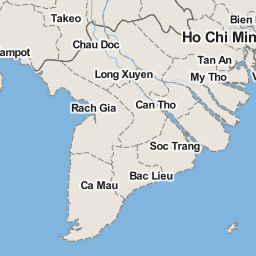 Takeo
Bien
Ho Chi Min
Chau Doc
ampot
Tan An
Long Xuyen
My Tho
V
Rach Gia
Can Tho
Soc Trang
Bac Lieu
Ca Mau